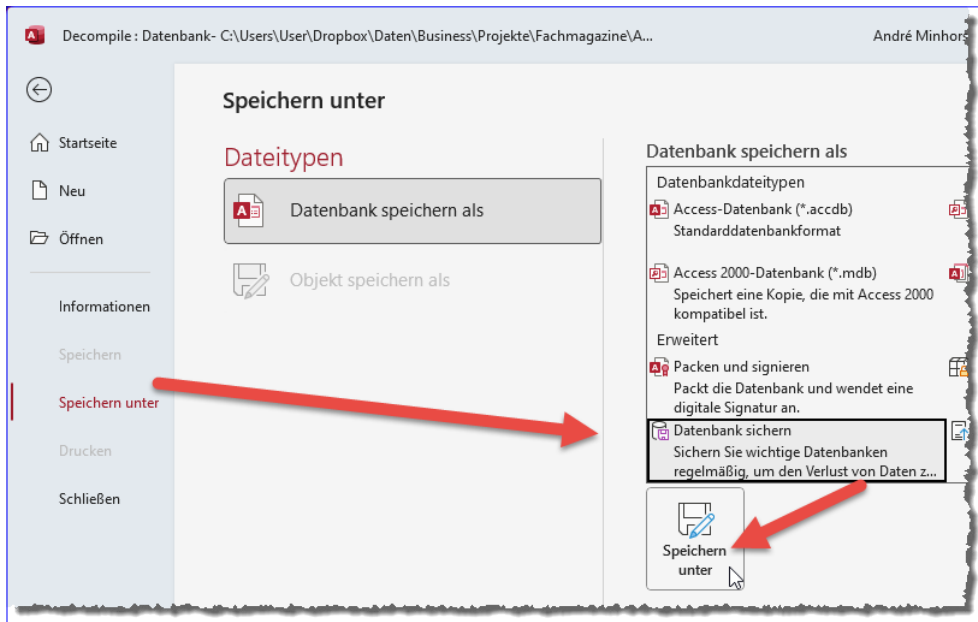 Decompile : Datenbank- C:\Users\User\Dropbox\Daten\Business\Projekte\Fachmagazine\A...
André Minhors
Speichern unter
Startseite
Neu
Öffnen
Informationen
Speichern
Speichern unter
Drucken
Schließen
Dateitypen
Datenbank speichern als
Objekt speichern als
Datenbank speichern als
Datenbankdateitypen
Access-Datenbank (*.accdb)
Standarddatenbankformat
Access 2000-Datenbank (*.mdb)
Speichert eine Kopie, die mit Access 2000
kompatibel ist.
Erweitert
Packen und signieren
Packt die Datenbank und wendet eine
digitale Signatur an.
Datenbank sichern
Sichern Sie wichtige Datenbanken
regelmäßig, um den Verlust von Daten z...
Speichern
unter